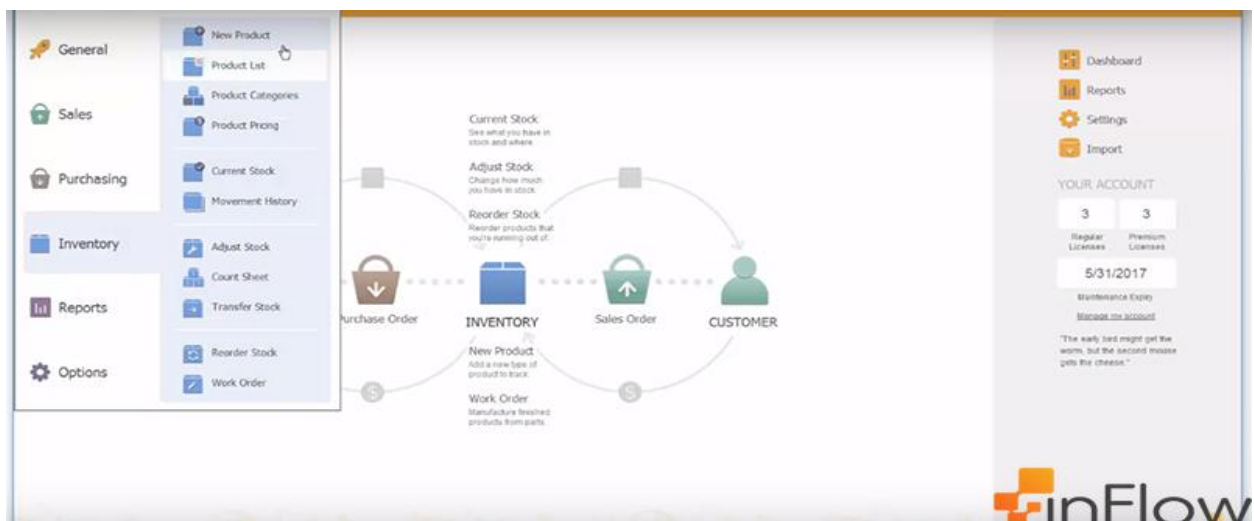 General
Sales
Purchasing
Inventory
Reports
Options
New Product
Product List
Product Categories
Product Pricing
Current Stock
Movement History
Adjust Stock
Count Sheet
Transfer Stock
Reorder Stock
Work Order
Current Stock
See what you have in
stock and where.
Adjust Stock
Change how much
you have in stock
Reorder Stock
Reorder products that
you're running out of.
urchase Order
INVENTORY
Sales Order
CUSTOMER
New Product
Add a new type of
product to track.
Work Order
Manufacture finished
products from parts.
Dashboard
Reports
Settings
Import
YOUR ACCOUNT
3
3
Regular
Licenses
Premium
Licenses
5/31/2017
Maintenance Expiry
Manage my account
"The early bird might get the
worm, but the second mouse
gets the cheese."
inFlow